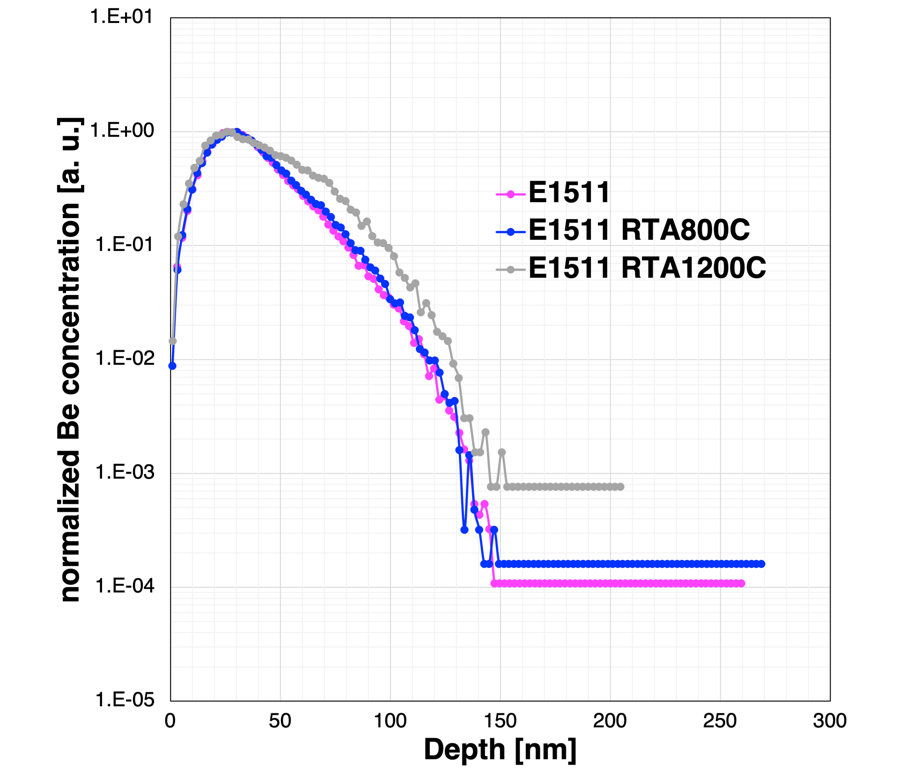 1.E+01
1.E+00
1.E-01
1.E-02
1.E-03
1.E-04
1.E-05
normalized Be concentration [a. u.]
E1511
E1511 RTA800C
E1511 RTA1200C
0 50 100 150 200 250 300
Depth [nm]